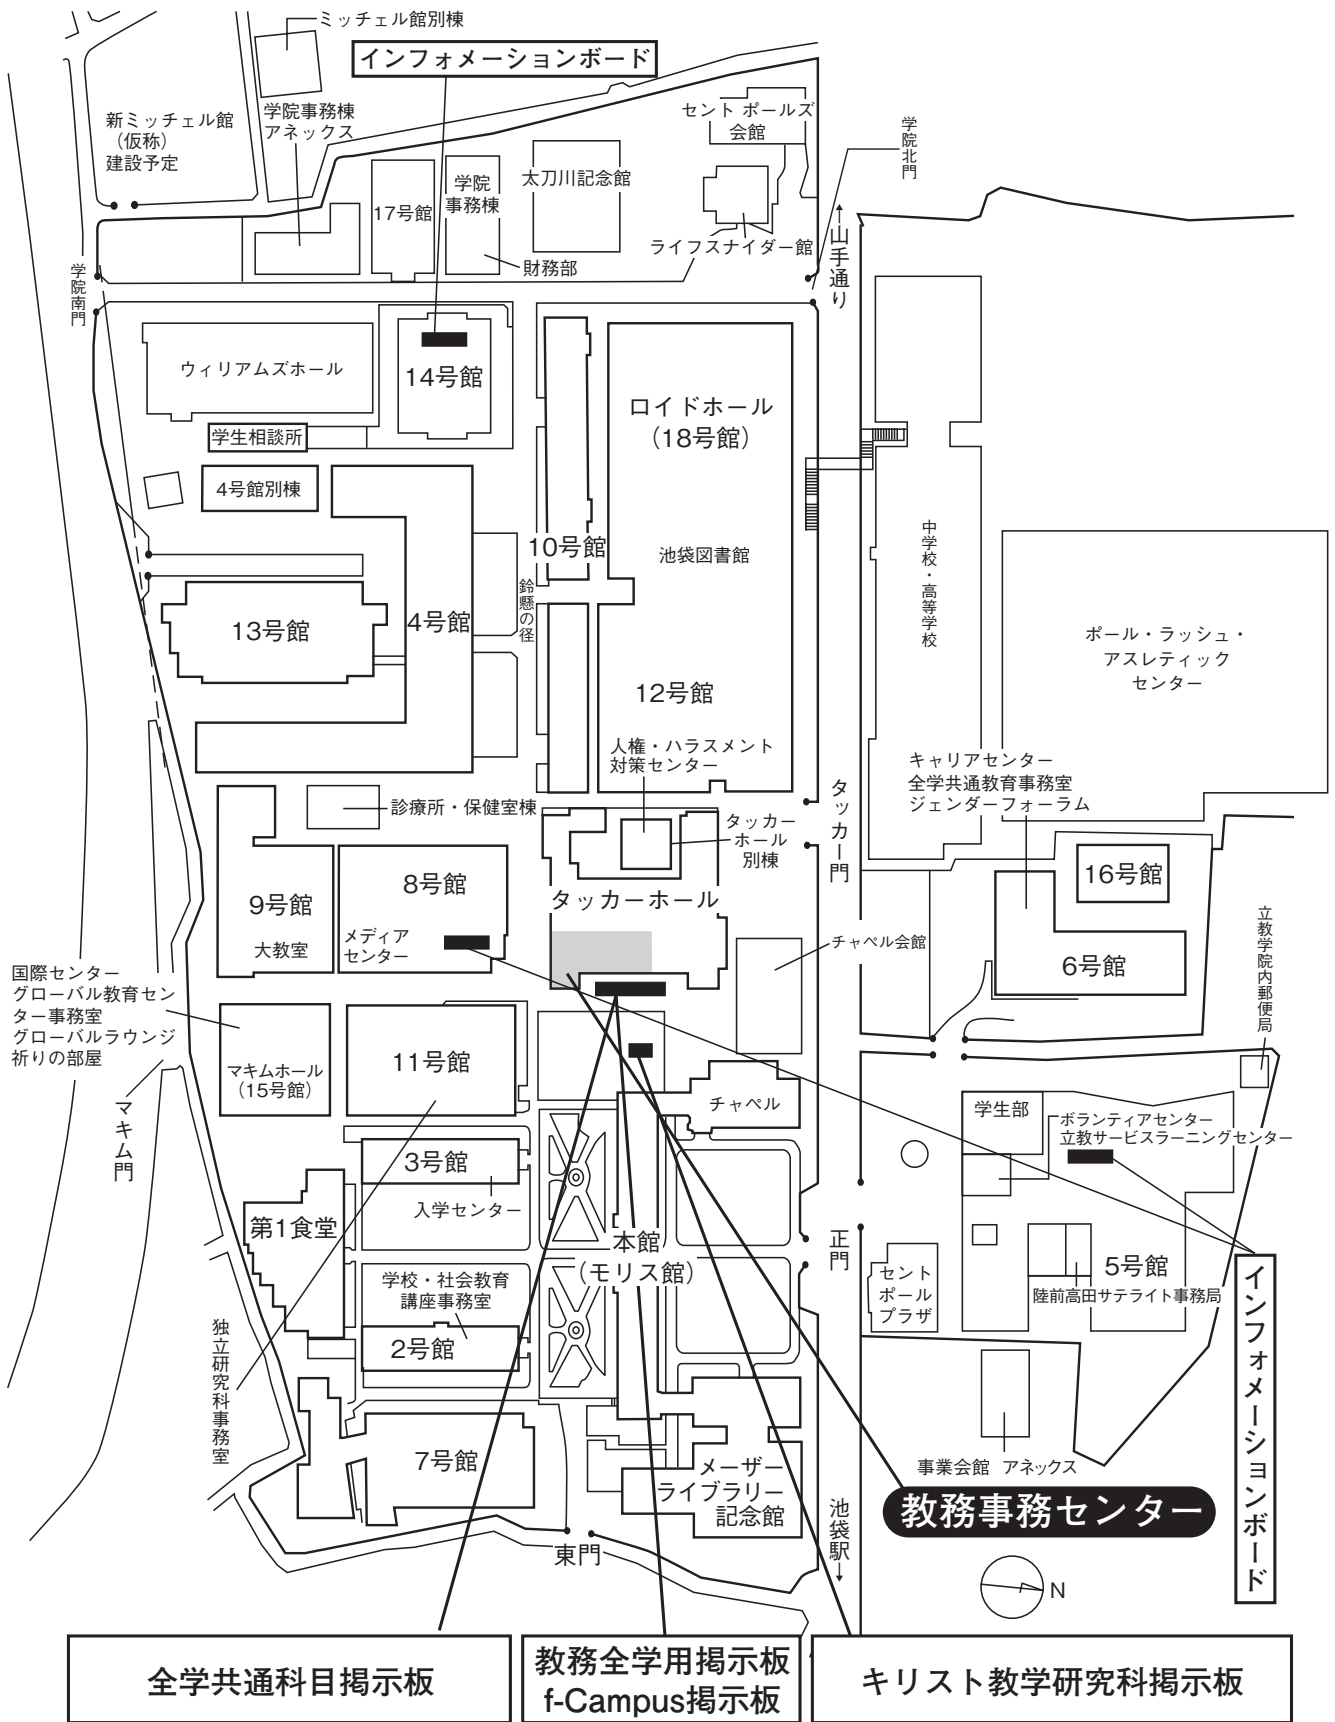 ミッチェル館別棟
インフォメーションボード
新ミッチェル館
（仮称）
建設予定
学院事務棟
アネックス
セント ポールズ
会館
学院北門
17号館
学院
事務棟
太刀川記念館
ライフスナイダー館
財務部
↑山手通り
学院南門
ウィリアムズホール
14号館
ロイドホール
（18号館）
学生相談所
4号館別棟
10号館
池袋図書館
中学校・高等学校
鈴懸の径
13号館
4号館
ポール・ラッシュ・
アスレティック
センター
12号館
人権・ハラスメント
対策センター
キャリアセンター
全学共通教育事務室
ジェンダーフォーラム
診療所・保健室棟
タッカー
ホール
別棟
タッカー門
8号館
16号館
9号館
タッカーホール
大教室
メディア
センター
チャペル会館
6号館
立教学院内郵便局
国際センター
グローバル教育セン
ター事務室
グローバルラウンジ
祈りの部屋
マキムホール
（15号館）
11号館
チャペル
マキム門
学生部
ボランティアセンター
立教サービスラーニングセンター
3号館
入学センター
第1食堂
本館
（モリス館）
正門
セント
ポール
プラザ
5号館
陸前高田サテライト事務局
インフォメーションボード
学校・社会教育
講座事務室
2号館
独立研究科事務室
7号館
メーザー
ライブラリー
記念館
事業会館 アネックス
教務事務センター
池袋駅↓
東門
N
全学共通科目掲示板
教務全学用掲示板
f-Campus掲示板
キリスト教学研究科掲示板